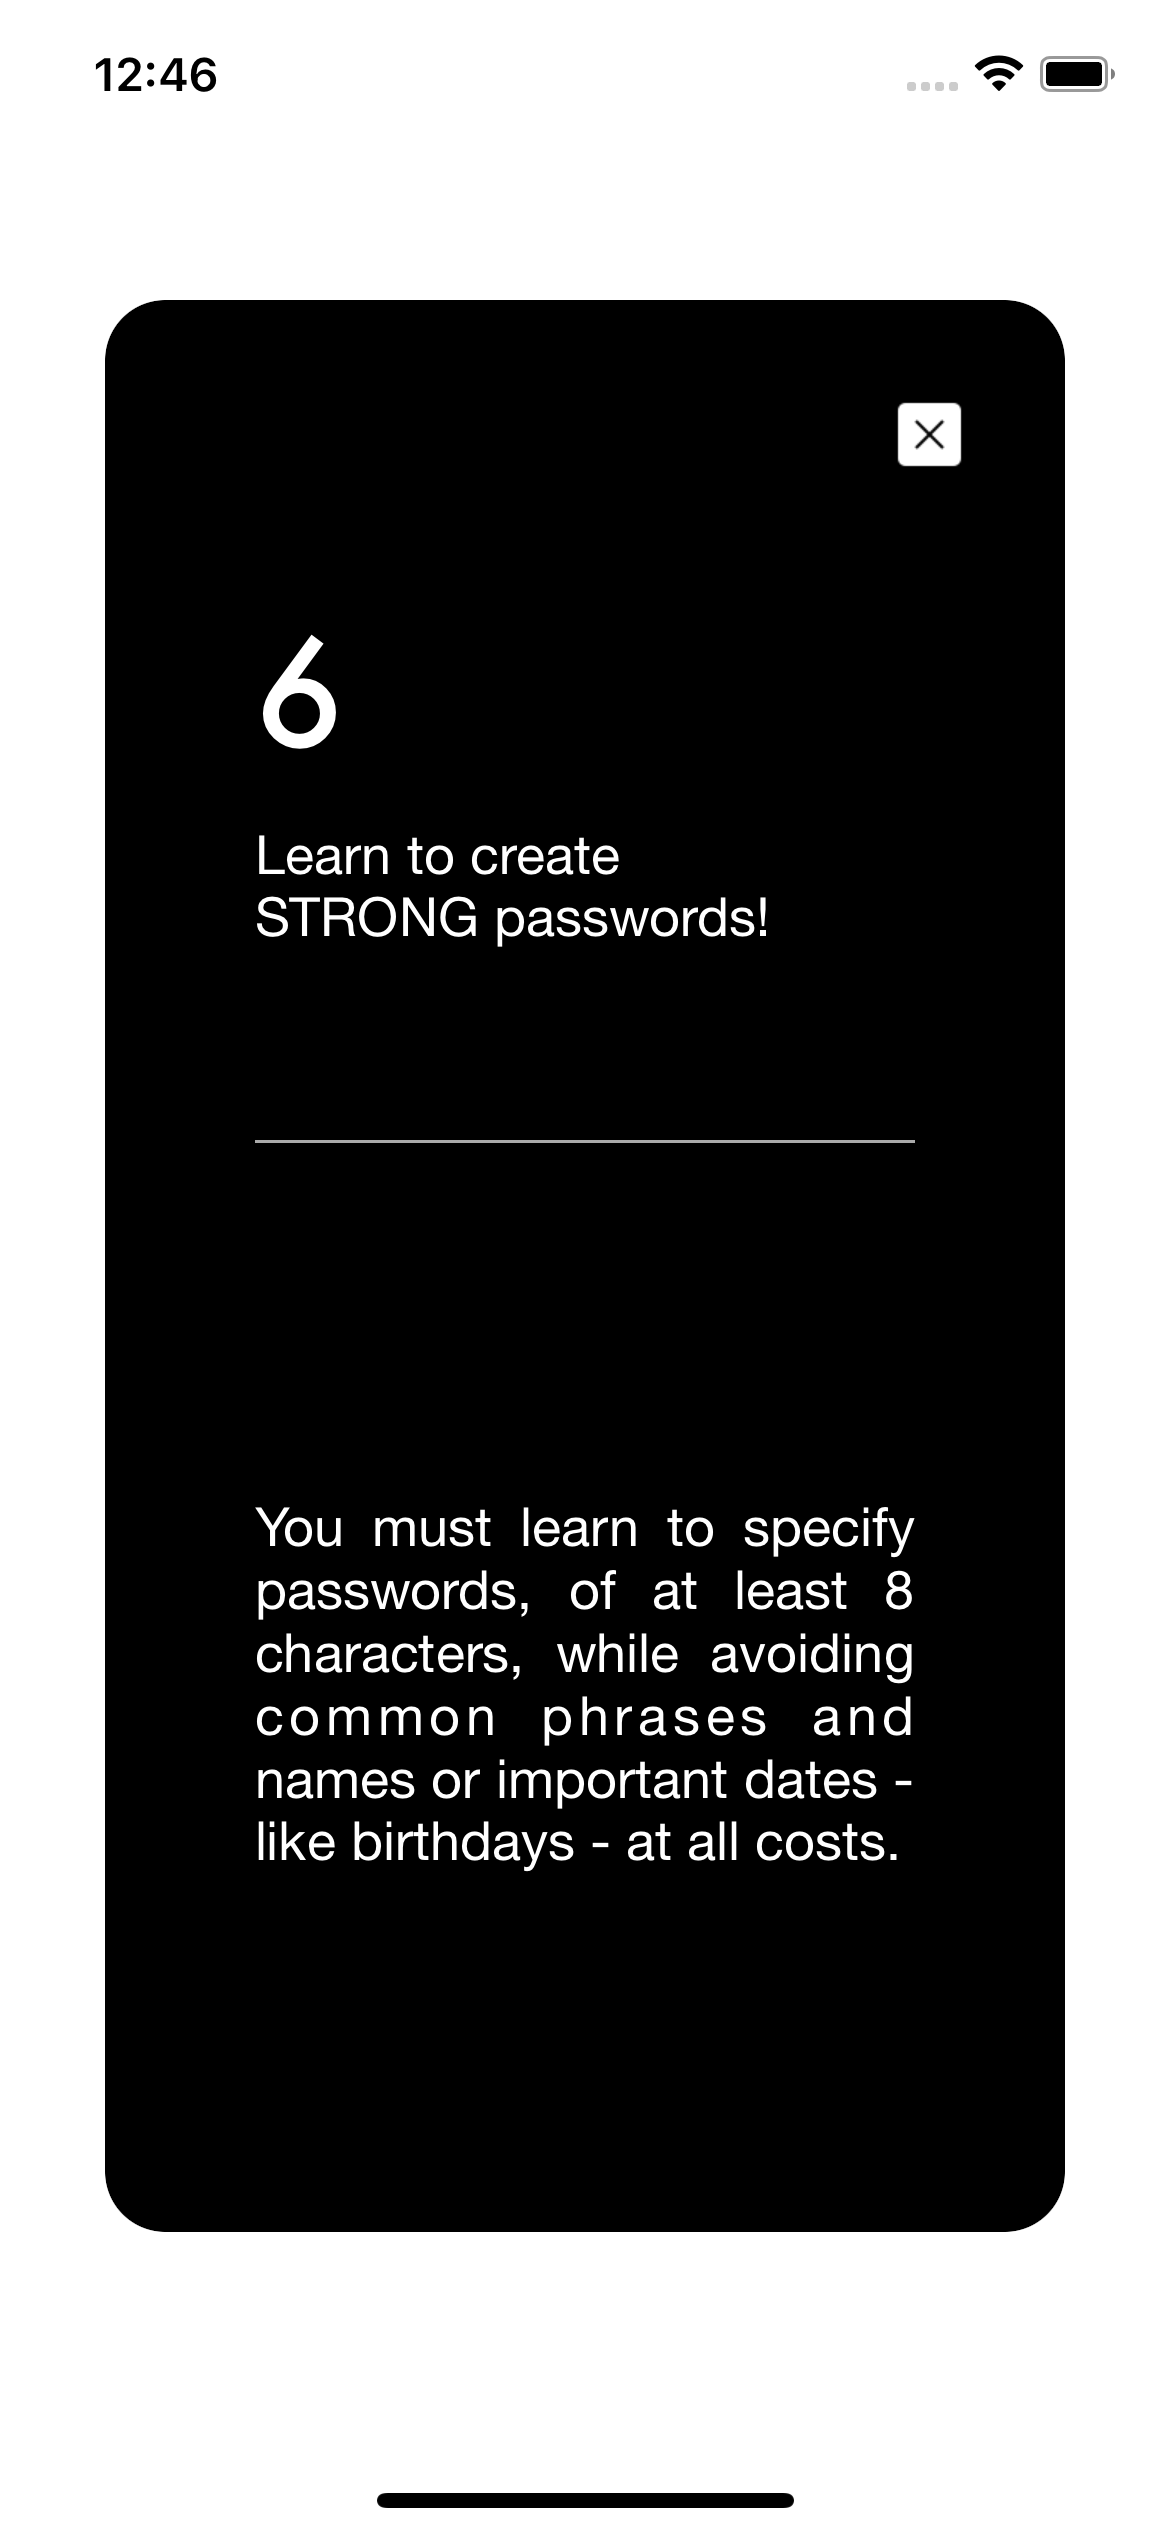 12:46
6
Learn to create
STRONG passwords!
You must learn to specify
passwords, of at least 8
characters, while avoiding
common phrases and
names or important dates -
like birthdays - at all costs.